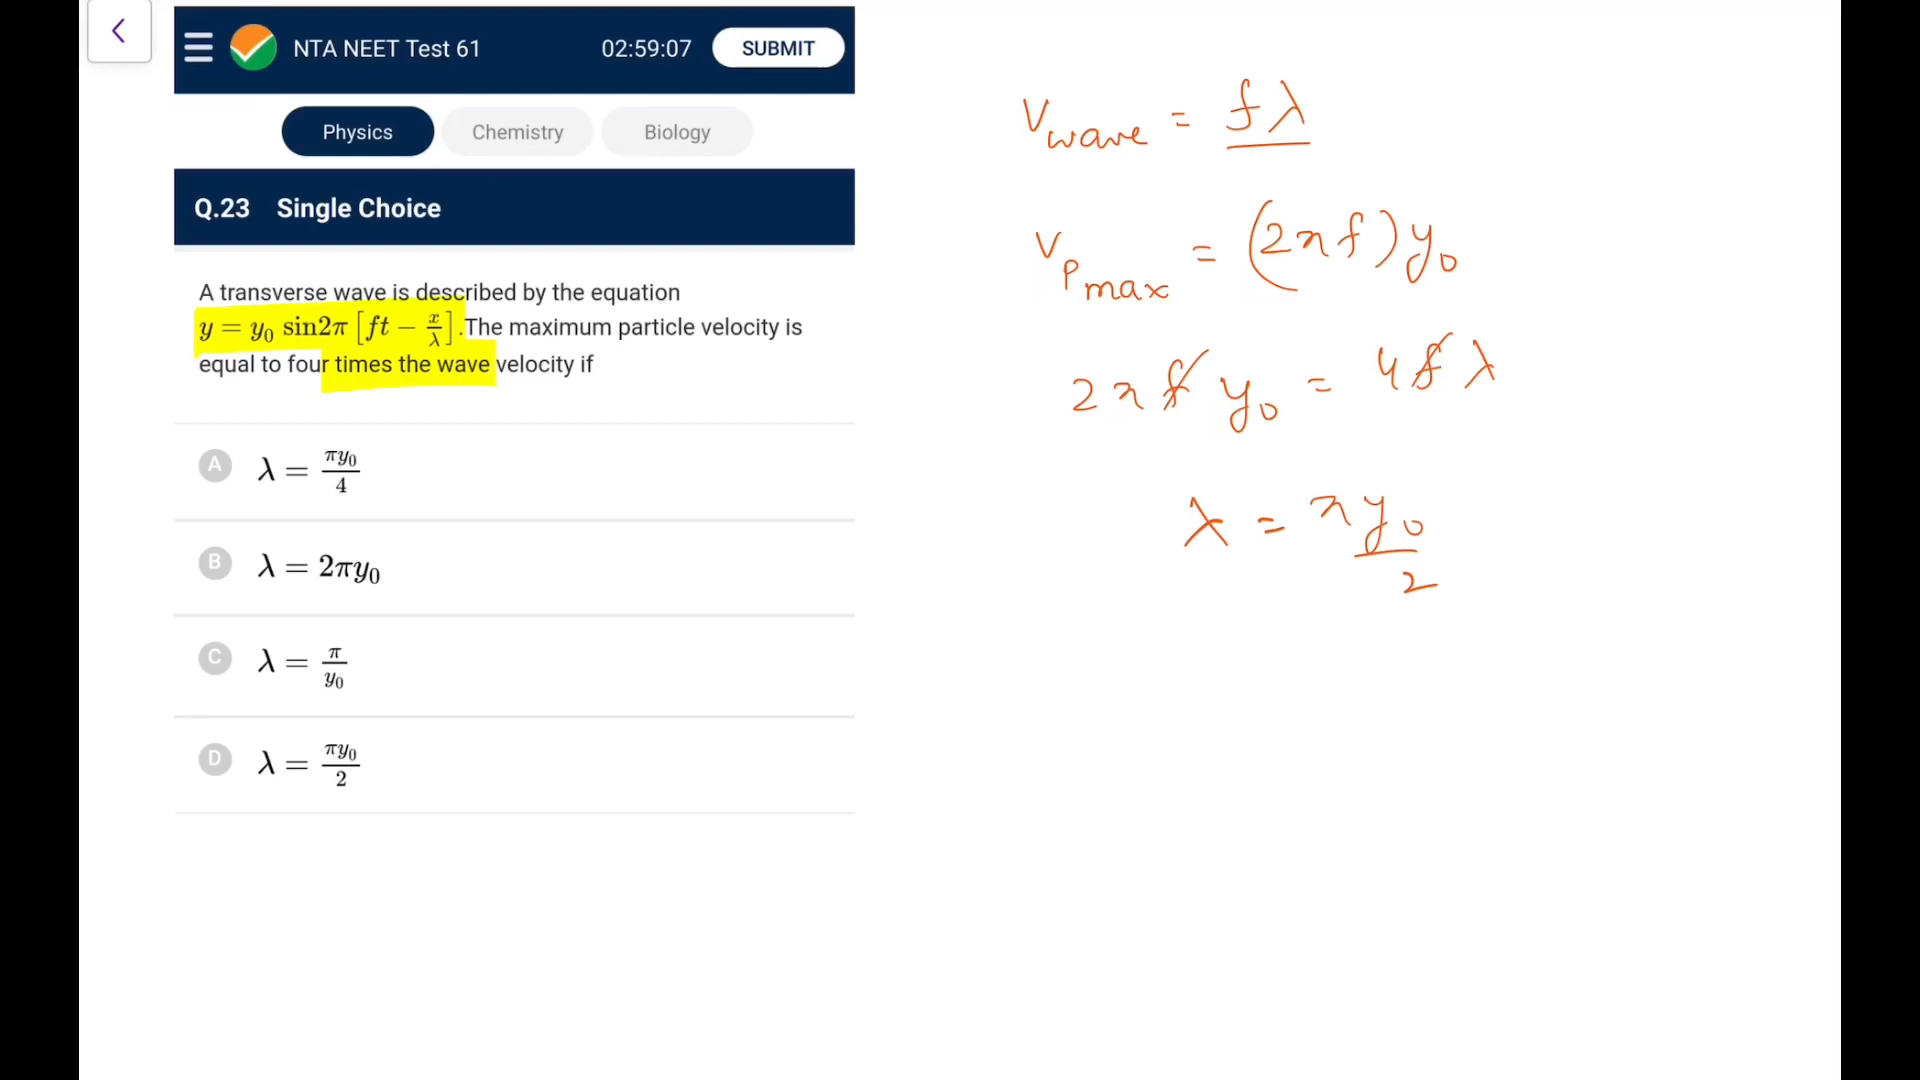 NTA NEET Test 61 02:59:07 SUBMIT
Physics Chemistry Biology
Q.23 Single Choice
A transverse wave is described by the equation
y = y₀ sin2π [ft − x/λ] .The maximum particle velocity is
equal to four times the wave velocity if
A λ = πy₀/4
B λ = 2πy₀
C λ = π/y₀
D λ = πy₀/2
Vwave = fλ
vPmax = (2πf)y₀
2πf y₀ = 4fλ
λ = πy₀/2